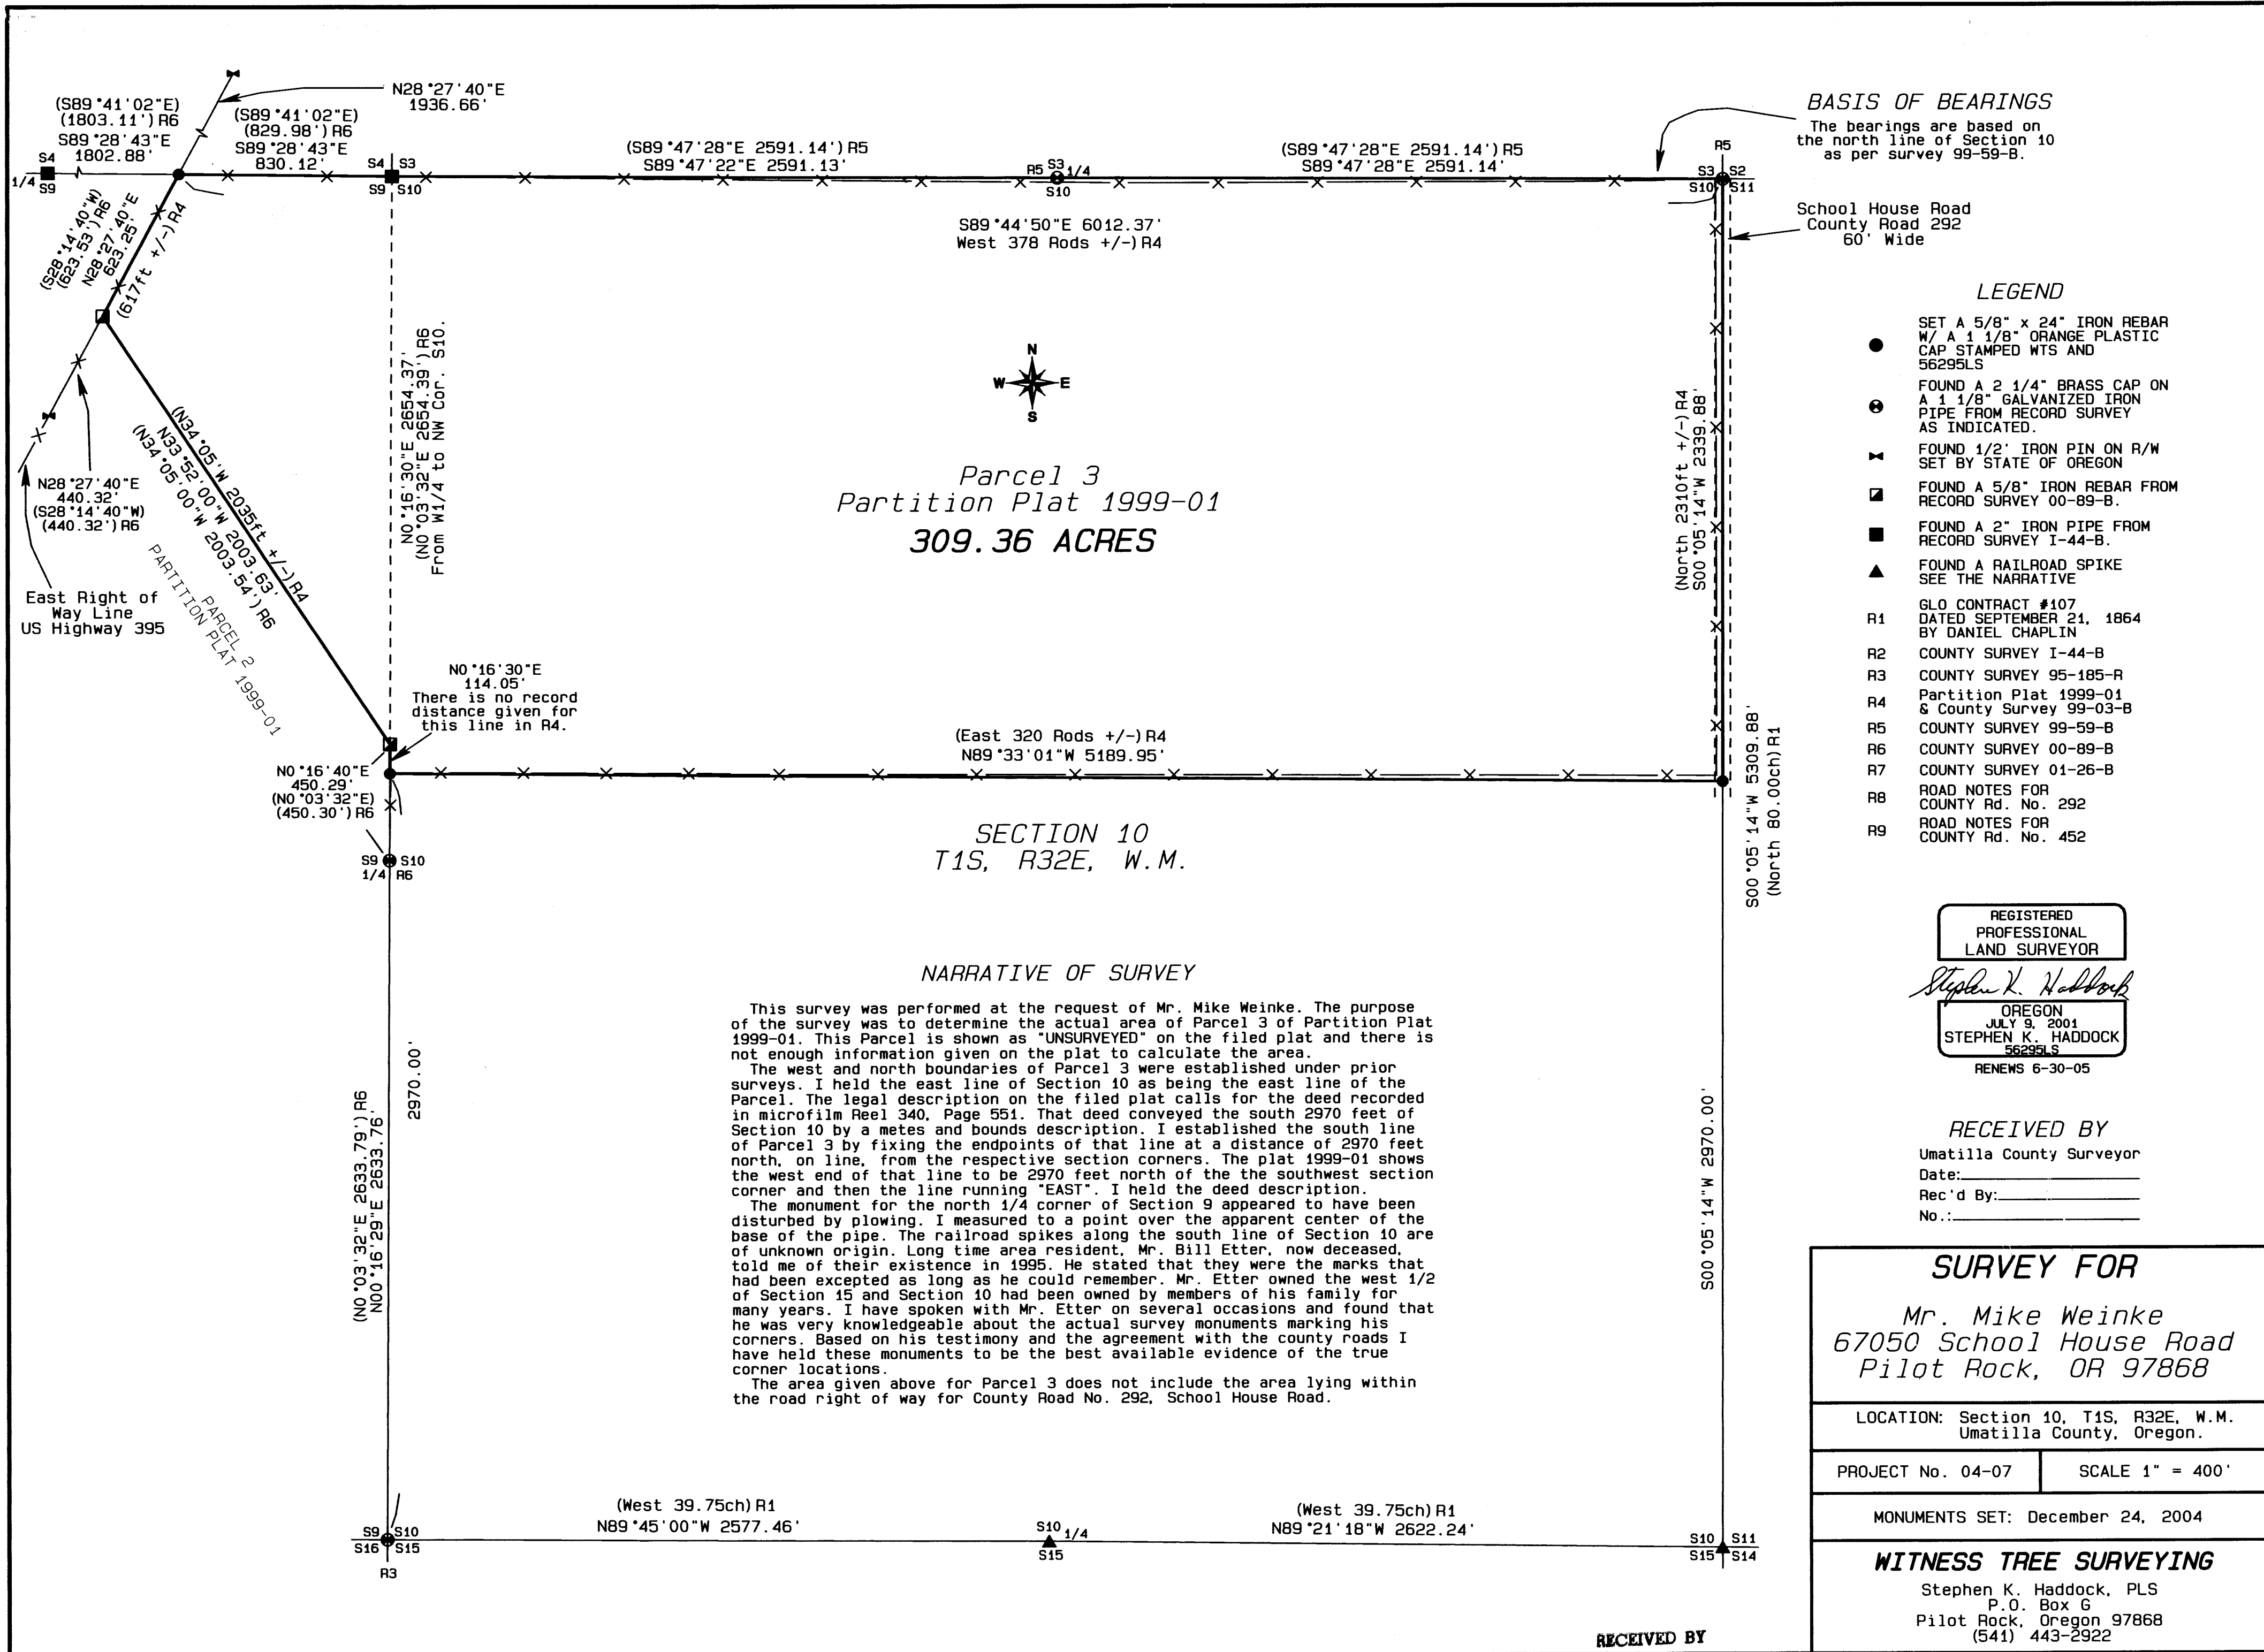 (S89°41'02"E)
(1803.11')R6
S89°28'43"E
1802.88'
S4
1/4
S9
N28°27'40"E
1936.66'
(S89°41'02"E)
(829.98')R6
S89°28'43"E
830.12'
S4 S3
S9 S10
(S89°47'28"E 2591.14')R5
S89°47'22"E 2591.13'
R5 S3 1/4
S10
(S89°47'28"E 2591.14')R5
S89°47'28"E 2591.14'
R5
S3 S2
S10 S11
BASIS OF BEARINGS
The bearings are based on
the north line of Section 10
as per survey 99-59-B.
School House Road
County Road 292
60' Wide
S89°44'50"E 6012.37'
West 378 Rods +/-)R4
(S28°14'40"W)
(623.53')R6
N28°27'40"E
623.25'
(617ft +/-)R4
N0°16'30"E 2654.37'
(N0°03'32"E 2654.39')R6
From W1/4 to NW Cor. S10.
N
W E
S
Parcel 3
Partition Plat 1999-01
309.36 ACRES
(North 2310ft +/-)R4
S00°05'14"W 2339.88'
(N34°05'W 2035ft +/-)R4
N33°52'00"W 2003.63'
(N34°05'00"W 2003.54')R6
PARCEL 2
PARTITION PLAT 1999-01
N28°27'40"E
440.32'
(S28°14'40"W)
(440.32')R6
East Right of
Way Line
US Highway 395
N0°16'30"E
114.05'
There is no record
distance given for
this line in R4.
(East 320 Rods +/-)R4
N89°33'01"W 5189.95'
N0°16'40"E
450.29'
(N0°03'32"E)
(450.30')R6
S9 S10
1/4 R6
S00°05'14"W 5309.88'
(North 80.00ch)R1
SECTION 10
T1S, R32E, W.M.
LEGEND
SET A 5/8" x 24" IRON REBAR
W/ A 1 1/8" ORANGE PLASTIC
CAP STAMPED WTS AND
56295LS
FOUND A 2 1/4" BRASS CAP ON
A 1 1/8" GALVANIZED IRON
PIPE FROM RECORD SURVEY
AS INDICATED.
FOUND 1/2' IRON PIN ON R/W
SET BY STATE OF OREGON
FOUND A 5/8" IRON REBAR FROM
RECORD SURVEY 00-89-B.
FOUND A 2" IRON PIPE FROM
RECORD SURVEY I-44-B.
FOUND A RAILROAD SPIKE
SEE THE NARRATIVE
R1 GLO CONTRACT #107
DATED SEPTEMBER 21, 1864
BY DANIEL CHAPLIN
R2 COUNTY SURVEY I-44-B
R3 COUNTY SURVEY 95-185-R
R4 Partition Plat 1999-01
& County Survey 99-03-B
R5 COUNTY SURVEY 99-59-B
R6 COUNTY SURVEY 00-89-B
R7 COUNTY SURVEY 01-26-B
R8 ROAD NOTES FOR
COUNTY Rd. No. 292
R9 ROAD NOTES FOR
COUNTY Rd. No. 452
NARRATIVE OF SURVEY
This survey was performed at the request of Mr. Mike Weinke. The purpose
of the survey was to determine the actual area of Parcel 3 of Partition Plat
1999-01. This Parcel is shown as "UNSURVEYED" on the filed plat and there is
not enough information given on the plat to calculate the area.
The west and north boundaries of Parcel 3 were established under prior
surveys. I held the east line of Section 10 as being the east line of the
Parcel. The legal description on the filed plat calls for the deed recorded
in microfilm Reel 340, Page 551. That deed conveyed the south 2970 feet of
Section 10 by a metes and bounds description. I established the south line
of Parcel 3 by fixing the endpoints of that line at a distance of 2970 feet
north, on line, from the respective section corners. The plat 1999-01 shows
the west end of that line to be 2970 feet north of the the southwest section
corner and then the line running "EAST". I held the deed description.
The monument for the north 1/4 corner of Section 9 appeared to have been
disturbed by plowing. I measured to a point over the apparent center of the
base of the pipe. The railroad spikes along the south line of Section 10 are
of unknown origin. Long time area resident, Mr. Bill Etter, now deceased,
told me of their existence in 1995. He stated that they were the marks that
had been excepted as long as he could remember. Mr. Etter owned the west 1/2
of Section 15 and Section 10 had been owned by members of his family for
many years. I have spoken with Mr. Etter on several occasions and found that
he was very knowledgeable about the actual survey monuments marking his
corners. Based on his testimony and the agreement with the county roads I
have held these monuments to be the best available evidence of the true
corner locations.
The area given above for Parcel 3 does not include the area lying within
the road right of way for County Road No. 292, School House Road.
(N0°03'32"E 2633.79')R6
N00°16'29"E 2633.76'
2970.00'
S00°05'14"W 2970.00'
S9 S10
S16 S15
R3
(West 39.75ch)R1
N89°45'00"W 2577.46'
S10 1/4
S15
(West 39.75ch)R1
N89°21'18"W 2622.24'
S10 S11
S15 S14
REGISTERED
PROFESSIONAL
LAND SURVEYOR
Stephen K. Haddock
OREGON
JULY 9, 2001
STEPHEN K. HADDOCK
56295LS
RENEWS 6-30-05
RECEIVED BY
Umatilla County Surveyor
Date:
Rec'd By:
No.:
SURVEY FOR
Mr. Mike Weinke
67050 School House Road
Pilot Rock, OR 97868
LOCATION: Section 10, T1S, R32E, W.M.
Umatilla County, Oregon.
PROJECT No. 04-07 SCALE 1" = 400'
MONUMENTS SET: December 24, 2004
WITNESS TREE SURVEYING
Stephen K. Haddock, PLS
P.O. Box G
Pilot Rock, Oregon 97868
(541) 443-2922
RECEIVED BY